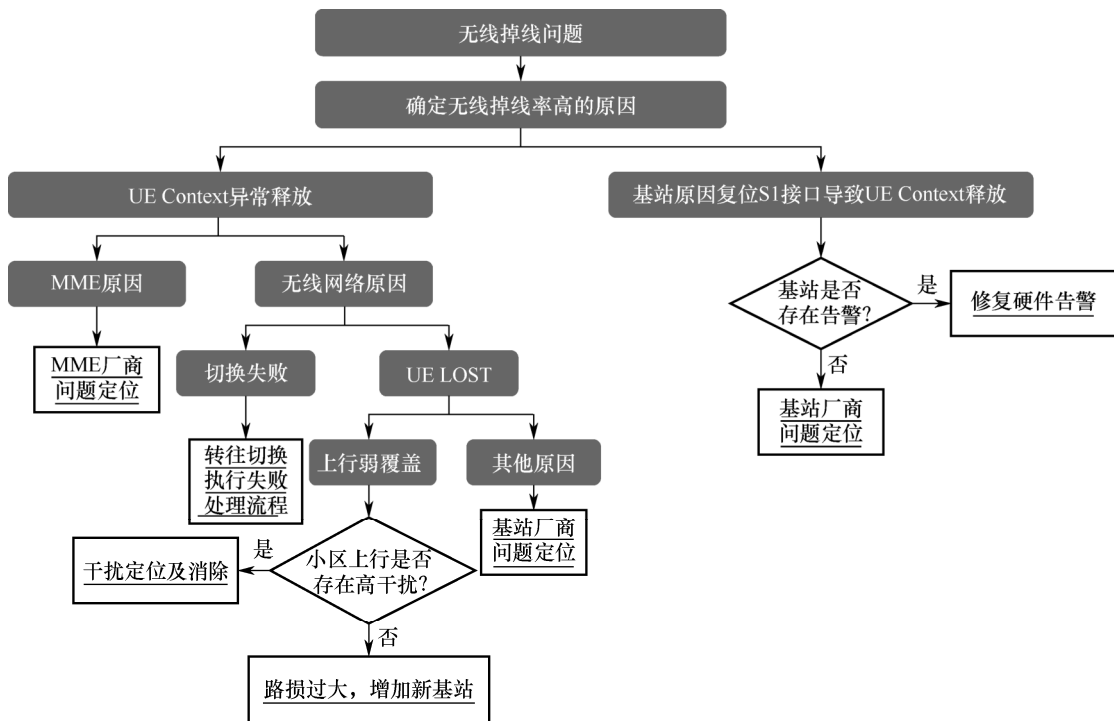 无线掉线问题
确定无线掉线率高的原因
UE Context异常释放
基站原因复位S1接口导致UE Context释放
MME原因
无线网络原因
基站是否
存在告警?
是
修复硬件告警
否
MME厂商
问题定位
切换失败
UE LOST
基站厂商
问题定位
转往切换
执行失败
处理流程
上行弱覆盖
其他原因
基站厂商
问题定位
小区上行是否
存在高干扰?
是
干扰定位及消除
否
路损过大，增加新基站